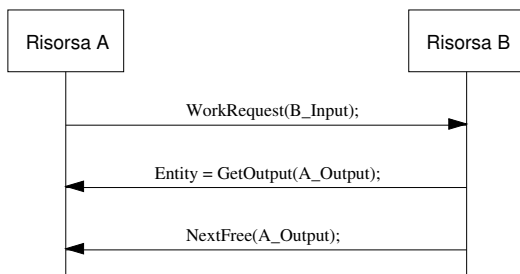 Risorsa A
Risorsa B
WorkRequest(B_Input);
Entity = GetOutput(A_Output);
NextFree(A_Output);